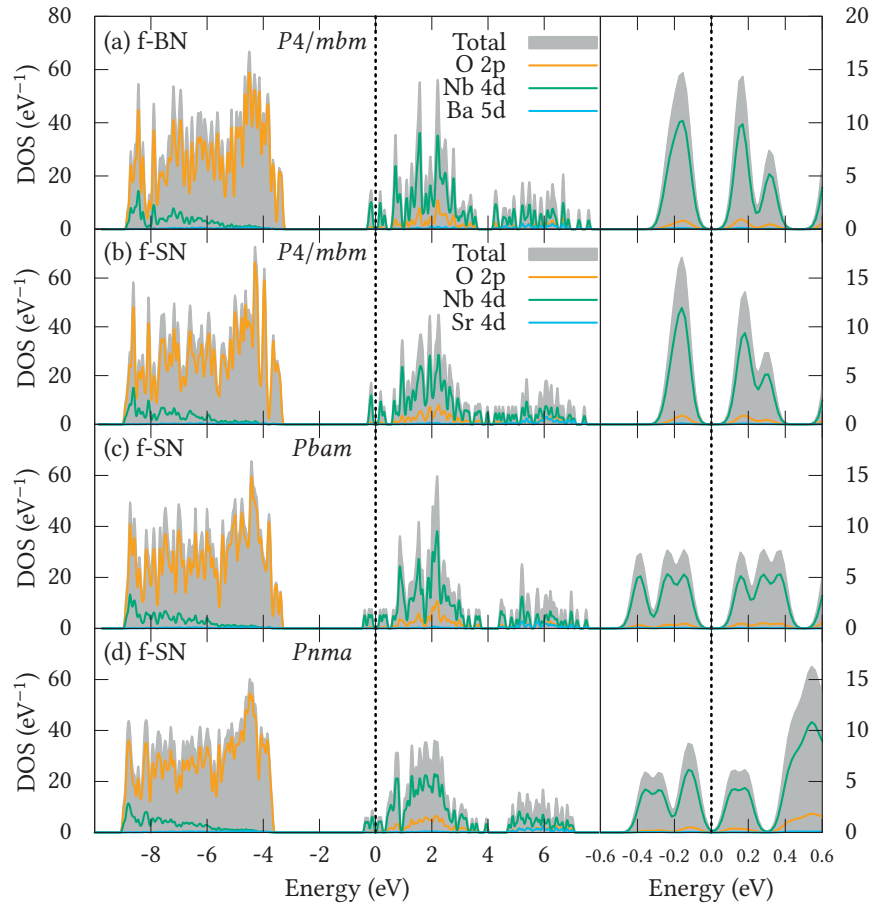 80
60
40
20
0
DOS (eV⁻¹)
(a) f-BN
P4/mbm
Total
O 2p
Nb 4d
Ba 5d
20
15
10
5
0
60
40
20
0
DOS (eV⁻¹)
(b) f-SN
P4/mbm
Total
O 2p
Nb 4d
Sr 4d
15
10
5
0
60
40
20
0
DOS (eV⁻¹)
(c) f-SN
Pbam
15
10
5
0
60
40
20
0
DOS (eV⁻¹)
(d) f-SN
Pnma
15
10
5
0
-8 -6 -4 -2 0 2 4 6
-0.6 -0.4 -0.2 0.0 0.2 0.4 0.6
Energy (eV)
Energy (eV)